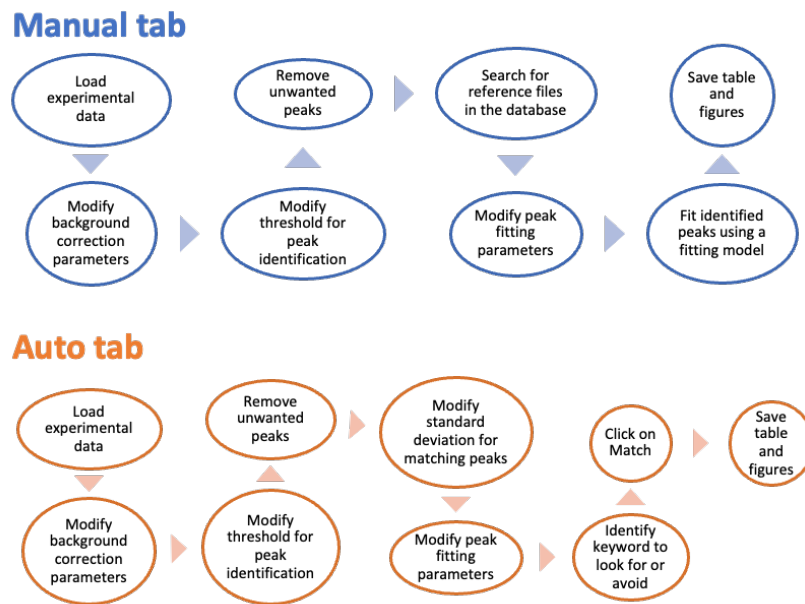 Manual tab
Load
experimental
data
Modify
background
correction
parameters
Modify
threshold for
peak
identification
Remove
unwanted
peaks
Search for
reference files
in the database
Modify peak
fitting
parameters
Fit identified
peaks using a
fitting model
Save table
and
figures
Auto tab
Load
experimental
data
Modify
background
correction
parameters
Modify
threshold for
peak
identification
Remove
unwanted
peaks
Modify
standard
deviation for
matching peaks
Modify peak
fitting
parameters
Identify
keyword to
look for or
avoid
Click on
Match
Save
table
and
figures